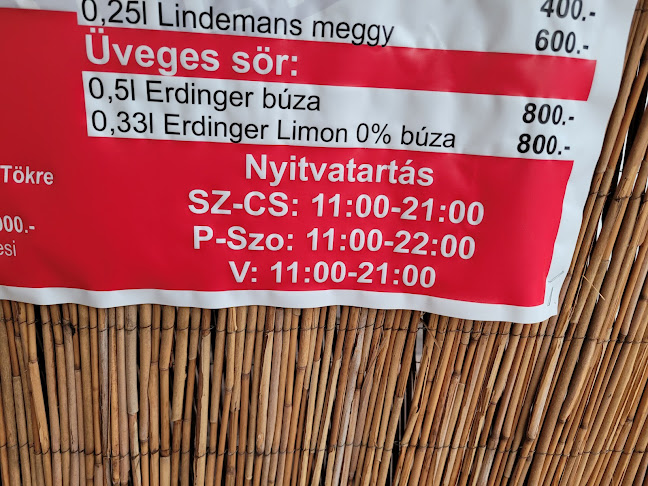 400.-
0,25l Lindemans meggy 600.-
Üveges sör:
0,5l Erdinger búza 800.-
0,33l Erdinger Limon 0% búza 800.-
Nyitvatartás
SZ-CS: 11:00-21:00
P-Szo: 11:00-22:00
V: 11:00-21:00
Tökre
000.-